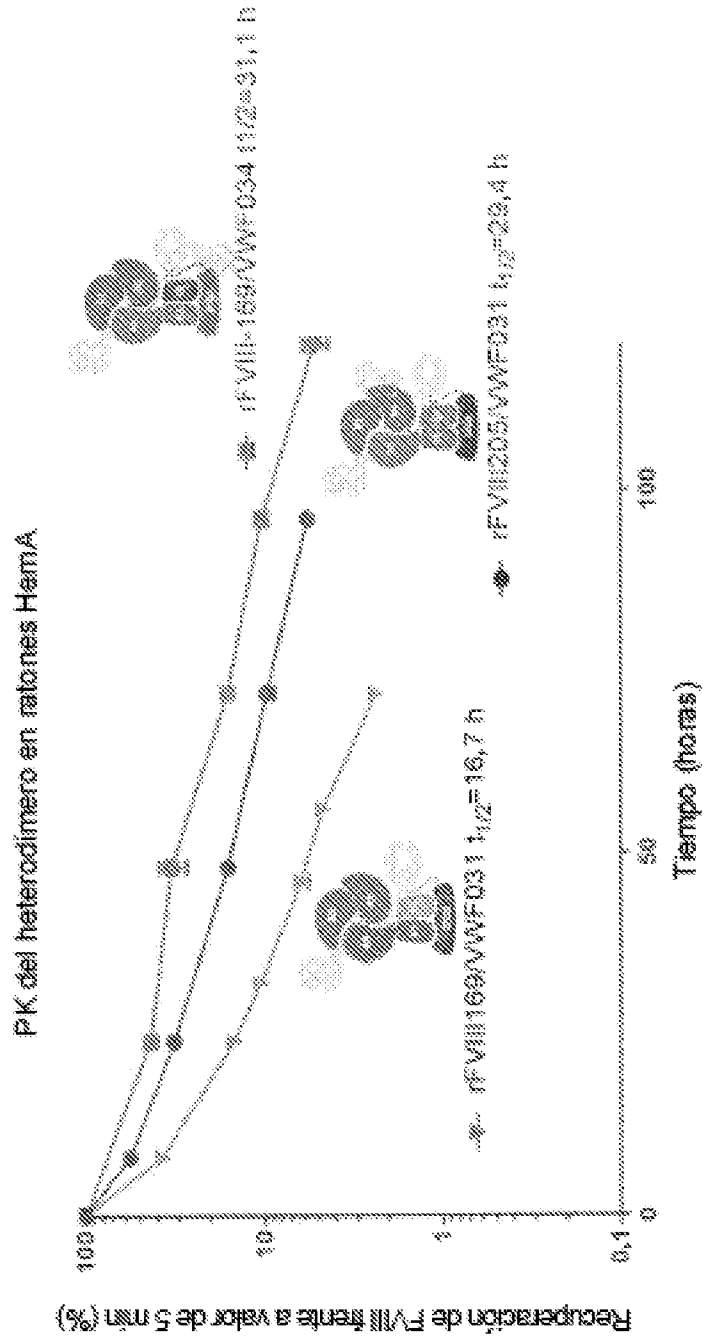 PK del heterodímero en ratones HemA
Recuperación de FVIII frente a valor de 5 min (%)
100
10
1
0,1
rFVIII-169/VWF034 t1/2=31,1 h
rFVIII205/VWF031 t1/2=29,4 h
rFVIII169/VWF031 t1/2=16,7 h
0
50
100
Tiempo (horas)